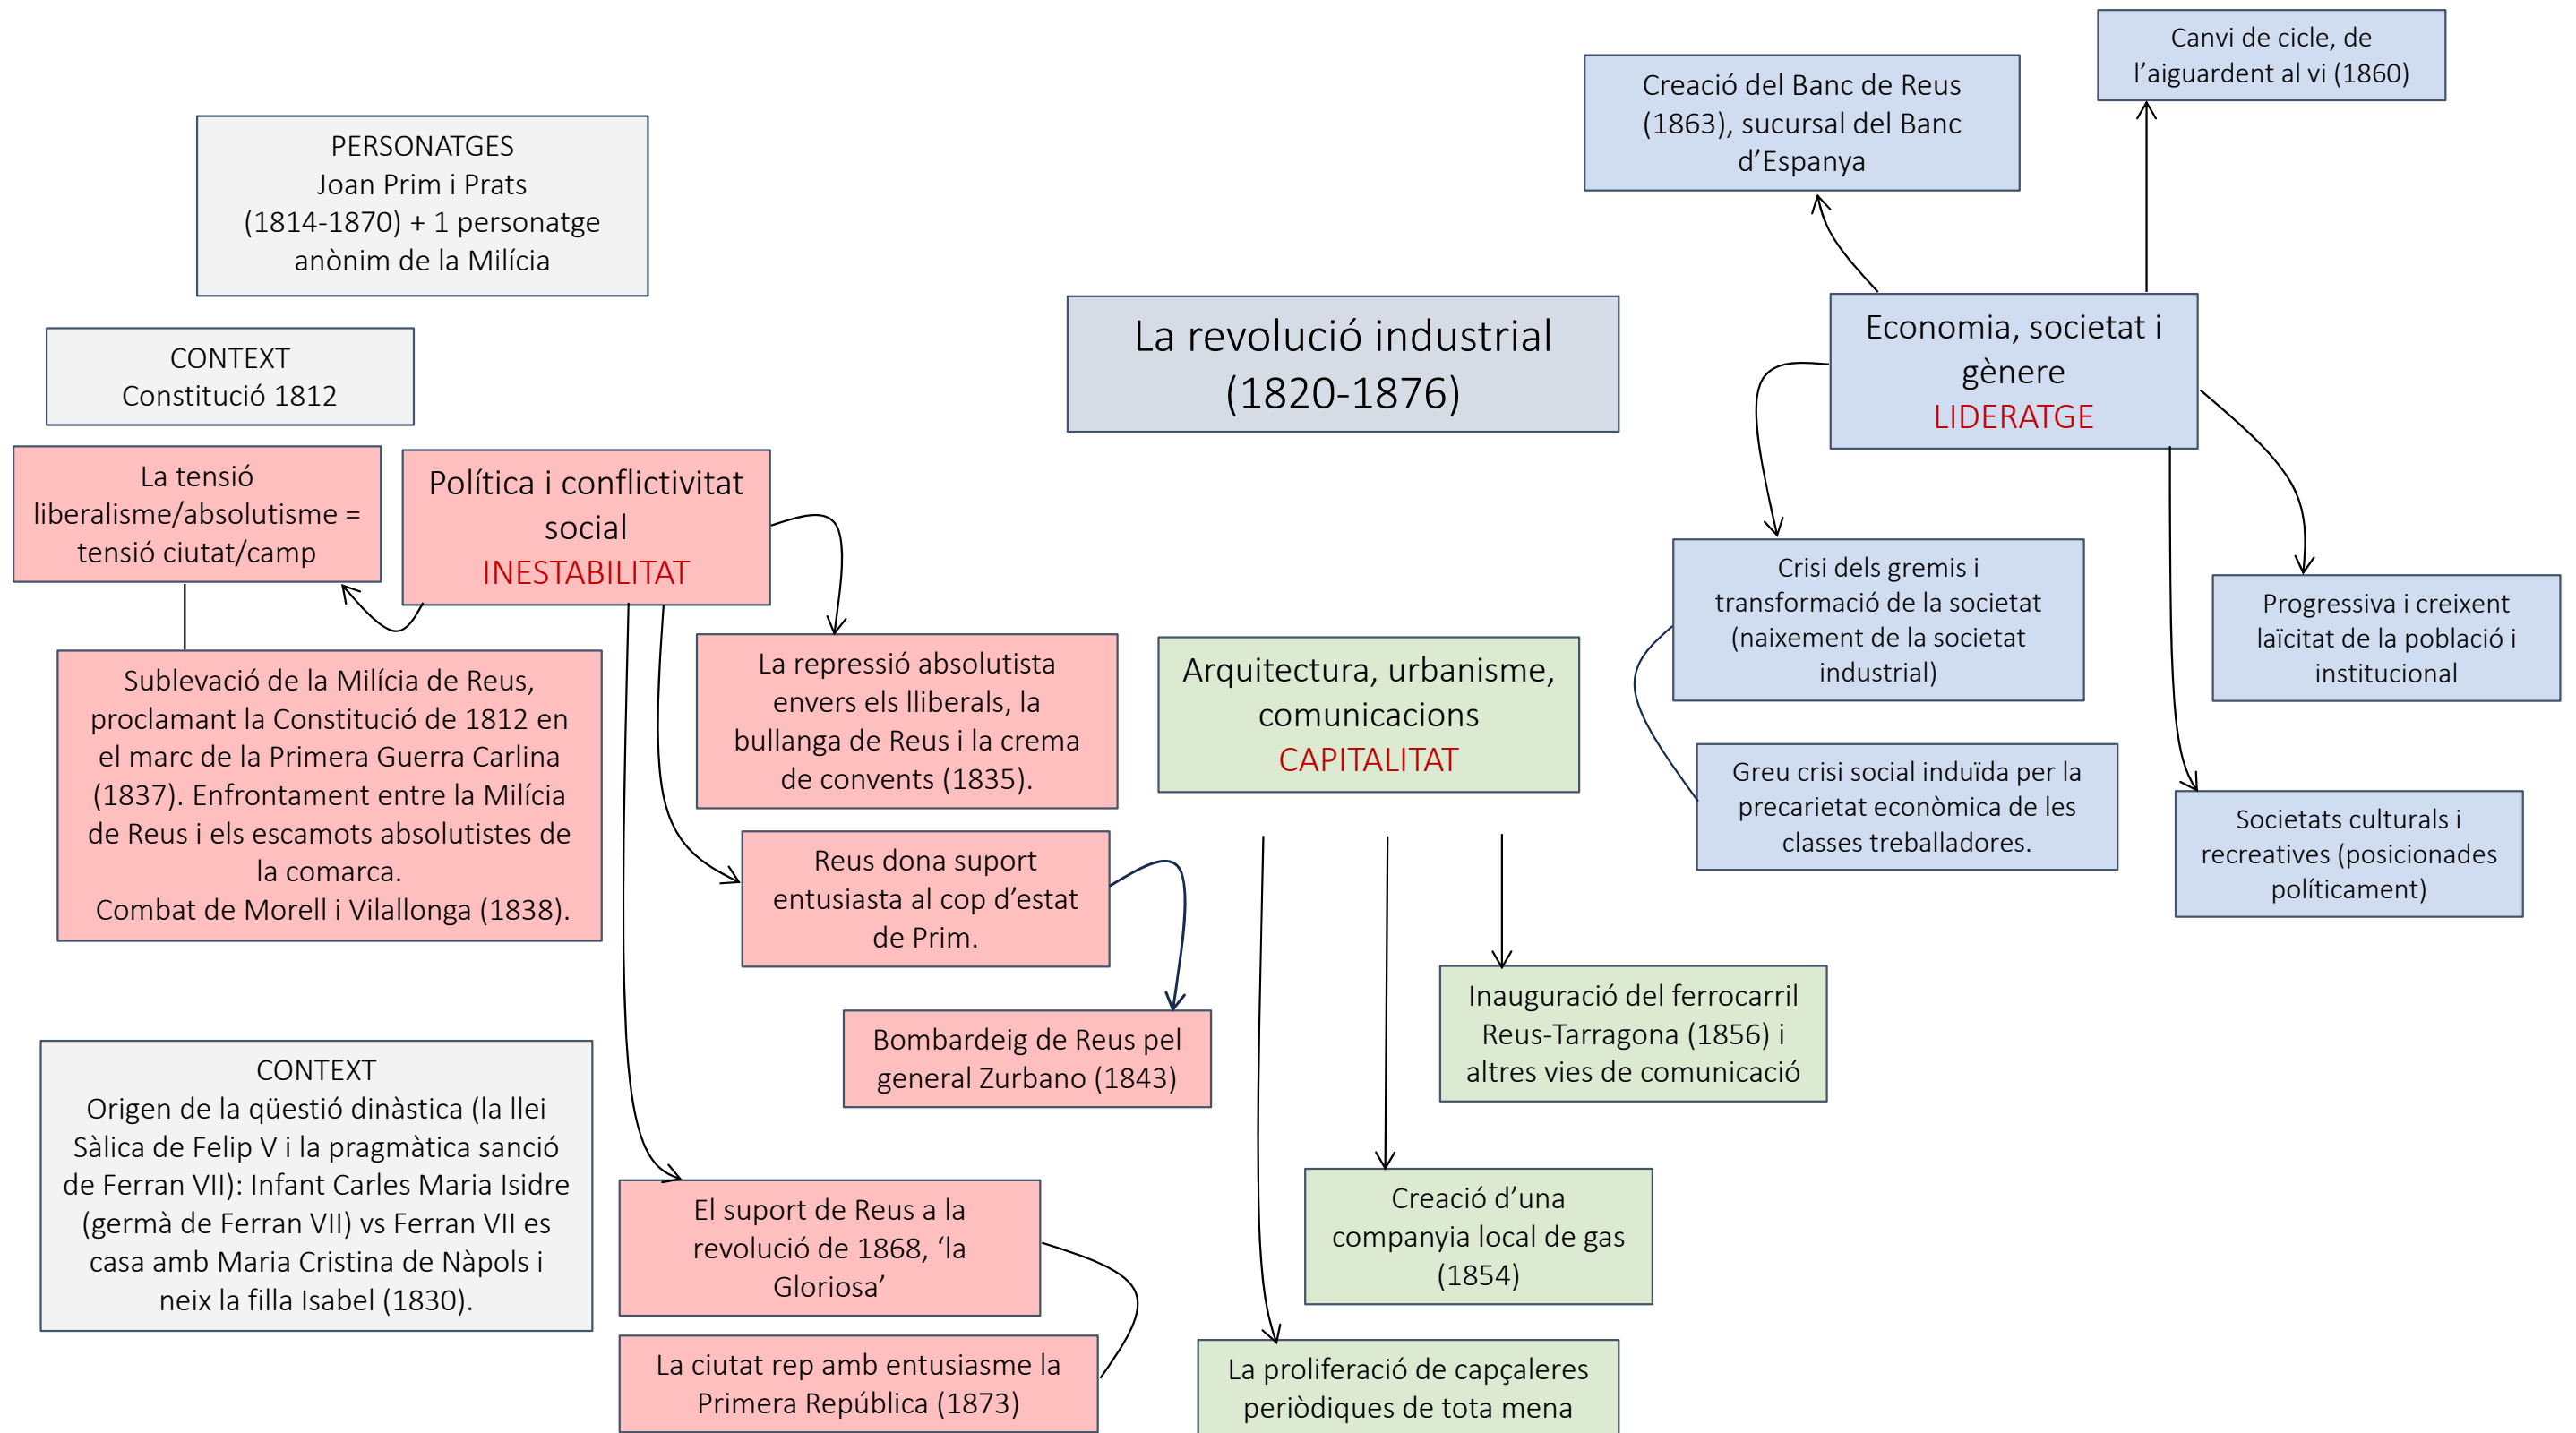 PERSONATGES
Joan Prim i Prats
(1814-1870) + 1 personatge
anònim de la Milícia
CONTEXT
Constitució 1812
La tensió
liberalisme/absolutisme =
tensió ciutat/camp
Política i conflictivitat
social
INESTABILITAT
Sublevació de la Milícia de Reus,
proclamant la Constitució de 1812 en
el marc de la Primera Guerra Carlina
(1837). Enfrontament entre la Milícia
de Reus i els escamots absolutistes de
la comarca.
Combat de Morell i Vilallonga (1838).
La repressió absolutista
envers els lliberals, la
bullanga de Reus i la crema
de convents (1835).
Reus dona suport
entusiasta al cop d’estat
de Prim.
Bombardeig de Reus pel
general Zurbano (1843)
CONTEXT
Origen de la qüestió dinàstica (la llei
Sàlica de Felip V i la pragmàtica sanció
de Ferran VII): Infant Carles Maria Isidre
(germà de Ferran VII) vs Ferran VII es
casa amb Maria Cristina de Nàpols i
neix la filla Isabel (1830).
El suport de Reus a la
revolució de 1868, ‘la
Gloriosa’
La ciutat rep amb entusiasme la
Primera República (1873)
La revolució industrial
(1820-1876)
Arquitectura, urbanisme,
comunicacions
CAPITALITAT
Inauguració del ferrocarril
Reus-Tarragona (1856) i
altres vies de comunicació
Creació d’una
companyia local de gas
(1854)
La proliferació de capçaleres
periòdiques de tota mena
Creació del Banc de Reus
(1863), sucursal del Banc
d’Espanya
Canvi de cicle, de
l’aiguardent al vi (1860)
Economia, societat i
gènere
LIDERATGE
Crisi dels gremis i
transformació de la societat
(naixement de la societat
industrial)
Progressiva i creixent
laïcitat de la població i
institucional
Greu crisi social induïda per la
precarietat econòmica de les
classes treballadores.
Societats culturals i
recreatives (posicionades
políticament)